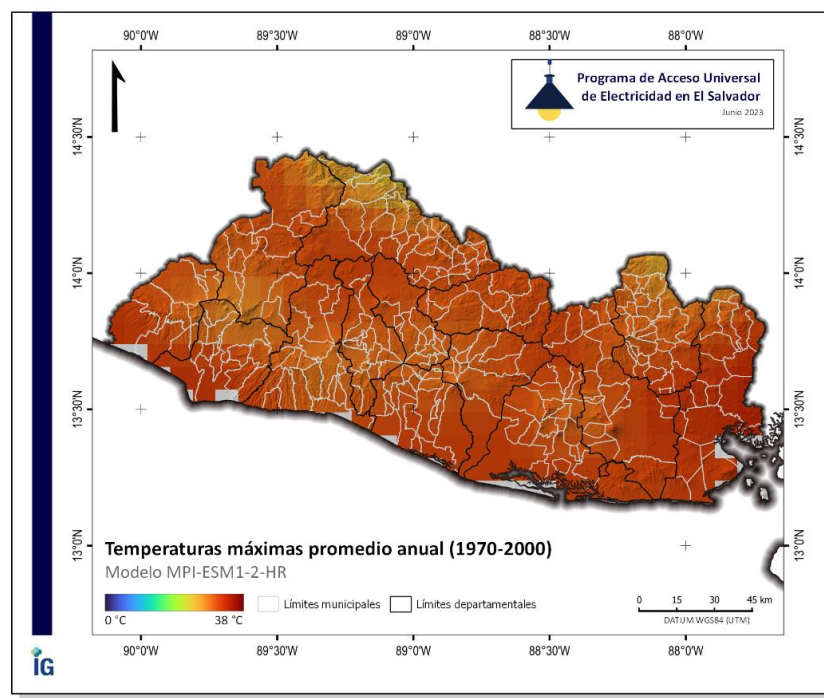 90°0'W 89°30'W 89°0'W 88°30'W 88°0'W
Programa de Acceso Universal
de Electricidad en El Salvador
Junio 2023
14°30'N 14°30'N
14°0'N 14°0'N
13°30'N 13°30'N
13°0'N 13°0'N
Temperaturas máximas promedio anual (1970-2000)
Modelo MPI-ESM1-2-HR
Límites municipales Límites departamentales
0 °C 38 °C
0 15 30 45 km
DATUM WGS84 (UTM)
90°0'W 89°30'W 89°0'W 88°30'W 88°0'W
iG